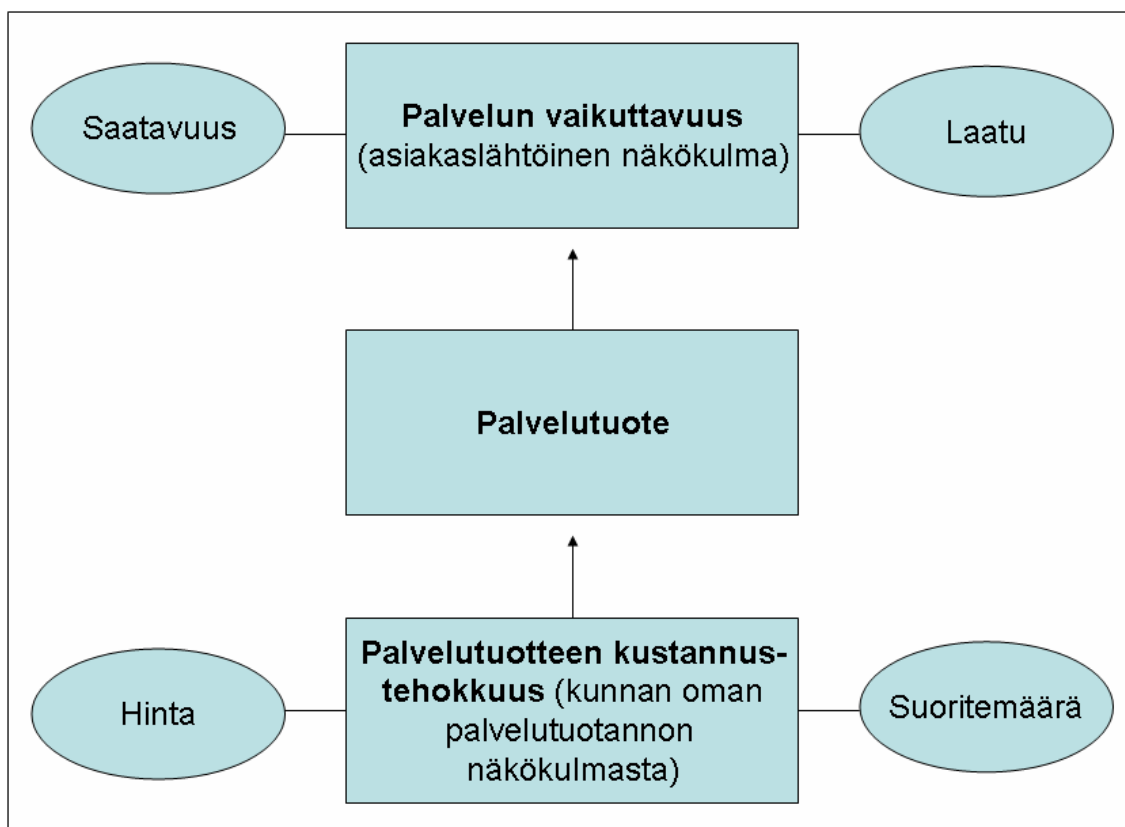 Saatavuus
Palvelun vaikuttavuus
(asiakaslähtöinen näkökulma)
Laatu
Palvelutuote
Hinta
Palvelutuotteen kustannus-
tehokkuus (kunnan oman
palvelutuotannon
näkökulmasta)
Suoritemäärä